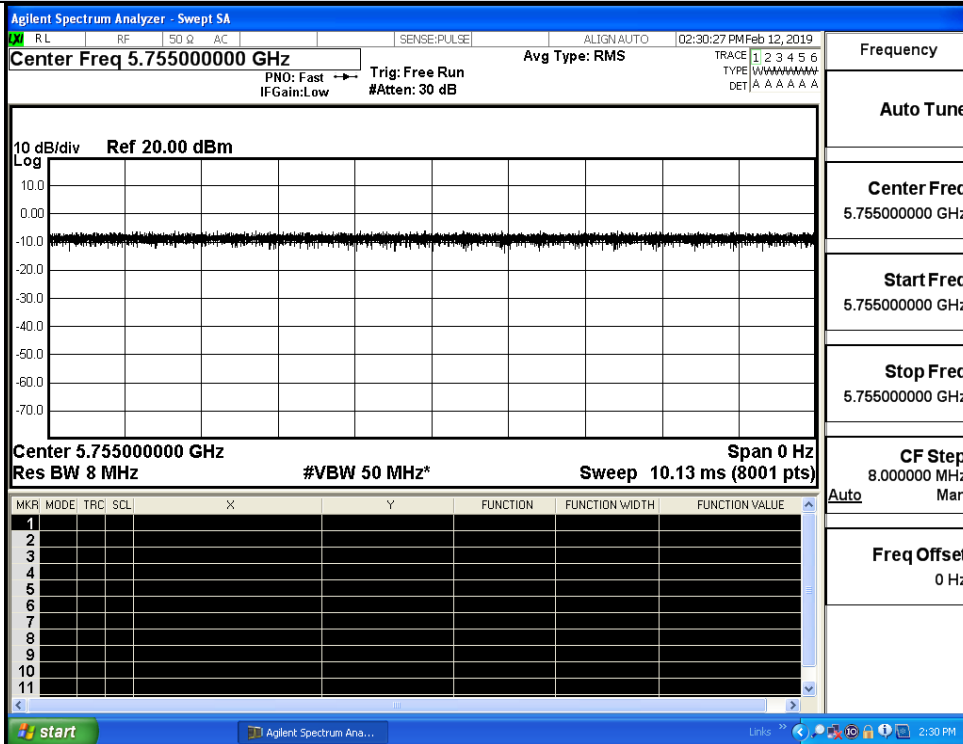 Agilent Spectrum Analyzer - Swept SA
LXI RL RF 50 Ω AC SENSE:PULSE ALIGN AUTO 02:30:27 PM Feb 12, 2019
Center Freq 5.755000000 GHz Avg Type: RMS TRACE 1 2 3 4 5 6
PNO: Fast Trig: Free Run TYPE WWWWWW
IFGain:Low #Atten: 30 dB DET A A A A A A
Frequency
Auto Tune
10 dB/div Ref 20.00 dBm
Log
10.0
0.00
-10.0
-20.0
-30.0
-40.0
-50.0
-60.0
-70.0
Center 5.755000000 GHz Span 0 Hz
Res BW 8 MHz #VBW 50 MHz* Sweep 10.13 ms (8001 pts)
Center Freq
5.755000000 GHz
Start Freq
5.755000000 GHz
Stop Freq
5.755000000 GHz
CF Step
8.000000 MHz
Auto Man
Freq Offset
0 Hz
MKR MODE TRC SCL X Y FUNCTION FUNCTION WIDTH FUNCTION VALUE
1
2
3
4
5
6
7
8
9
10
11
start Agilent Spectrum Ana... Links 2:30 PM